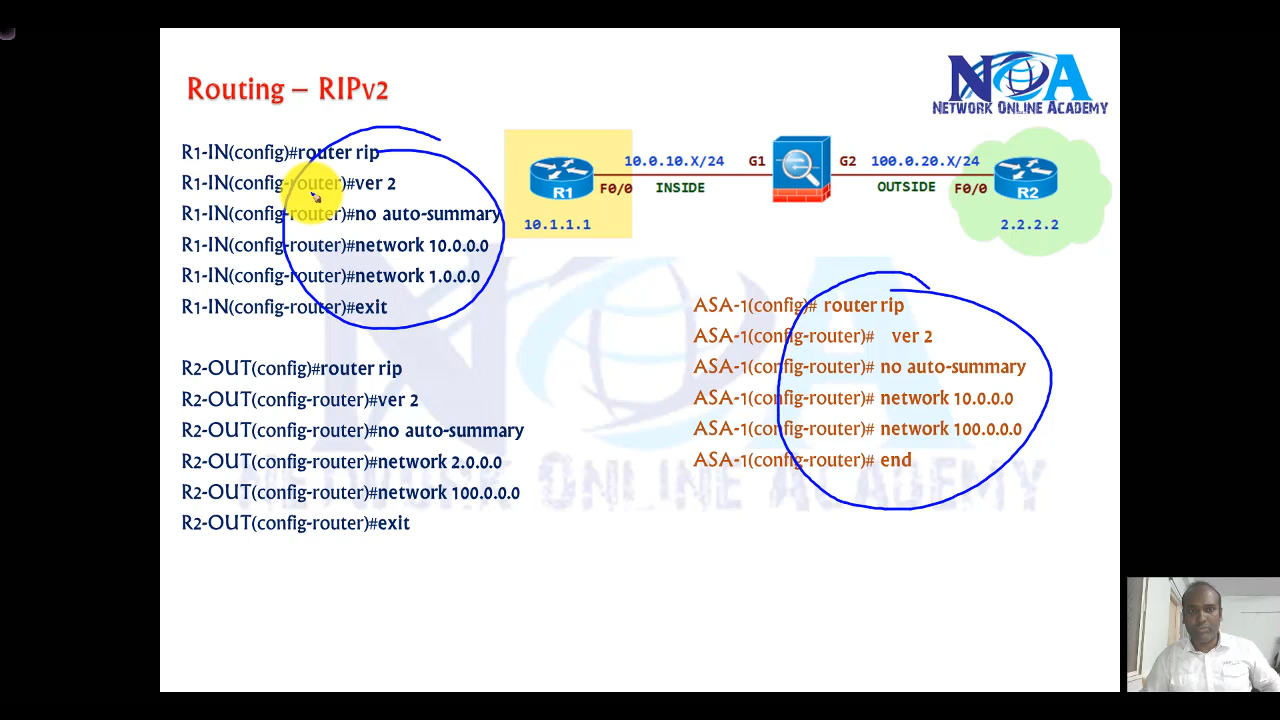 Routing – RIPv2
NOA
NETWORK ONLINE ACADEMY
R1-IN(config)#router rip
R1-IN(config-router)#ver 2
R1-IN(config-router)#no auto-summary
R1-IN(config-router)#network 10.0.0.0
R1-IN(config-router)#network 1.0.0.0
R1-IN(config-router)#exit
10.0.10.X/24 G1 G2 100.0.20.X/24
R1 F0/0 INSIDE OUTSIDE F0/0 R2
10.1.1.1 2.2.2.2
R2-OUT(config)#router rip
R2-OUT(config-router)#ver 2
R2-OUT(config-router)#no auto-summary
R2-OUT(config-router)#network 2.0.0.0
R2-OUT(config-router)#network 100.0.0.0
R2-OUT(config-router)#exit
ASA-1(config)# router rip
ASA-1(config-router)# ver 2
ASA-1(config-router)# no auto-summary
ASA-1(config-router)# network 10.0.0.0
ASA-1(config-router)# network 100.0.0.0
ASA-1(config-router)# end
NOA
NETWORK ONLINE ACADEMY